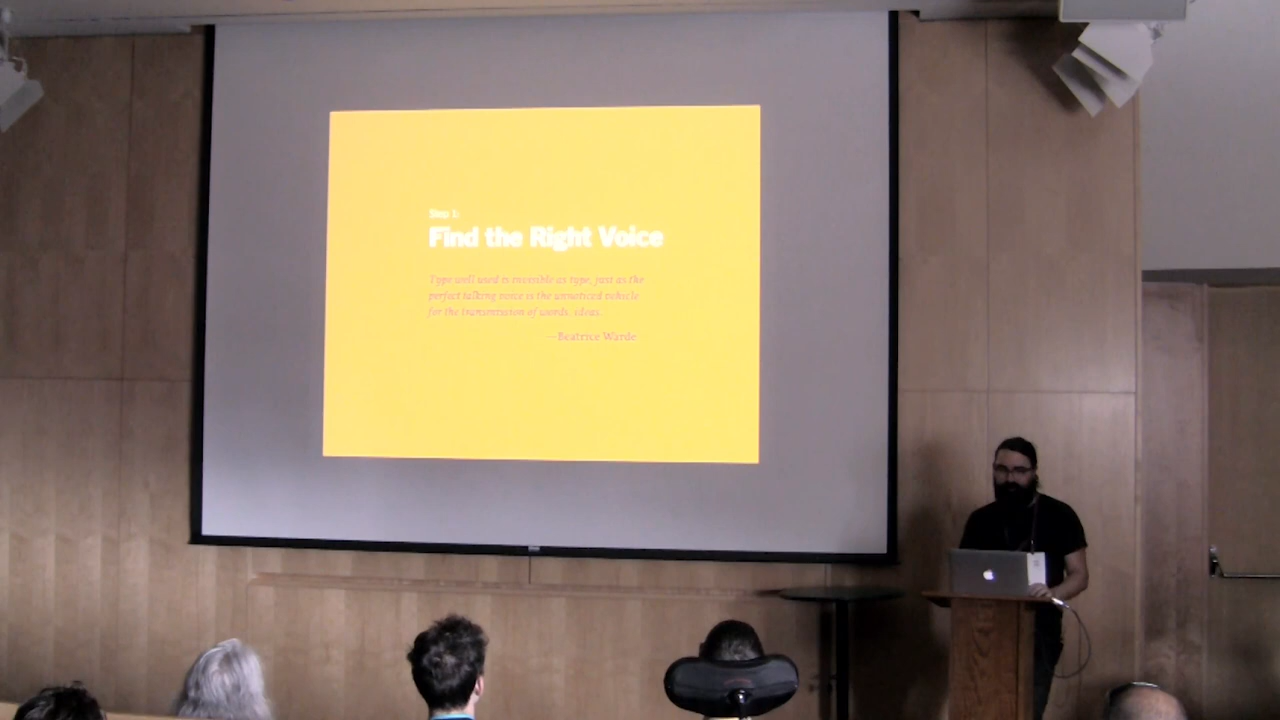 Step 1:
Find the Right Voice
Type well used is invisible as type, just as the
perfect talking voice is the unnoticed vehicle
for the transmission of words, ideas.
—Beatrice Warde